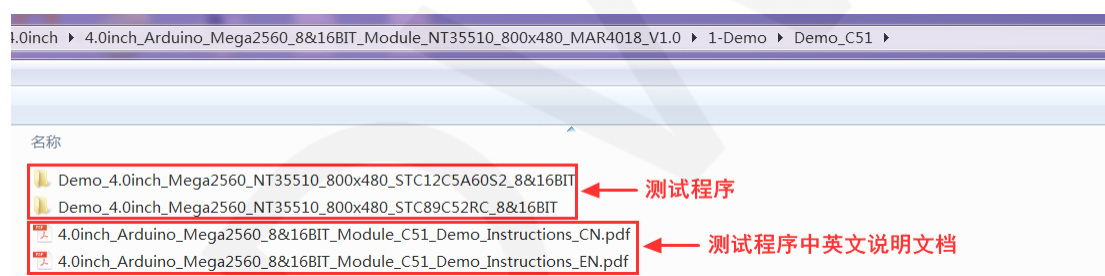 4.0inch ▸ 4.0inch_Arduino_Mega2560_8&16BIT_Module_NT35510_800x480_MAR4018_V1.0 ▸ 1-Demo ▸ Demo_C51 ▸
名称
Demo_4.0inch_Mega2560_NT35510_800x480_STC12C5A60S2_8&16BIT
测试程序
Demo_4.0inch_Mega2560_NT35510_800x480_STC89C52RC_8&16BIT
4.0inch_Arduino_Mega2560_8&16BIT_Module_C51_Demo_Instructions_CN.pdf
测试程序中英文说明文档
4.0inch_Arduino_Mega2560_8&16BIT_Module_C51_Demo_Instructions_EN.pdf